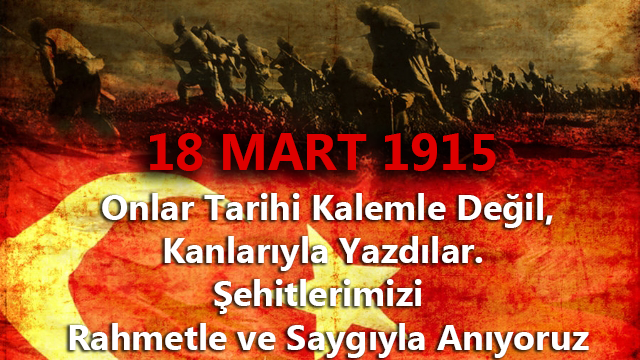 18 MART 1915
Onlar Tarihi Kalemle Değil,
Kanlarıyla Yazdılar.
Şehitlerimizi
Rahmetle ve Saygıyla Anıyoruz